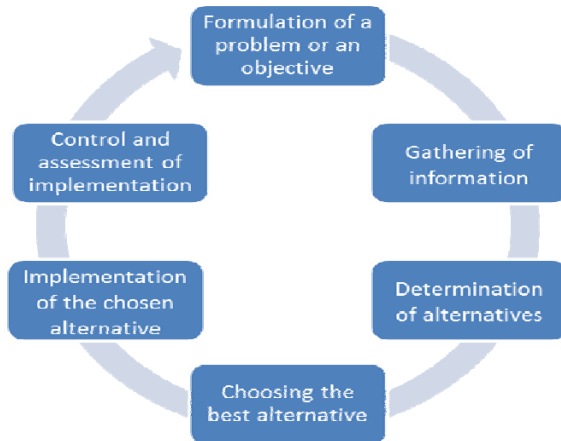 Formulation of a
problem or an
objective
Gathering of
information
Determination
of alternatives
Choosing the
best alternative
Implementation
of the chosen
alternative
Control and
assessment of
implementation